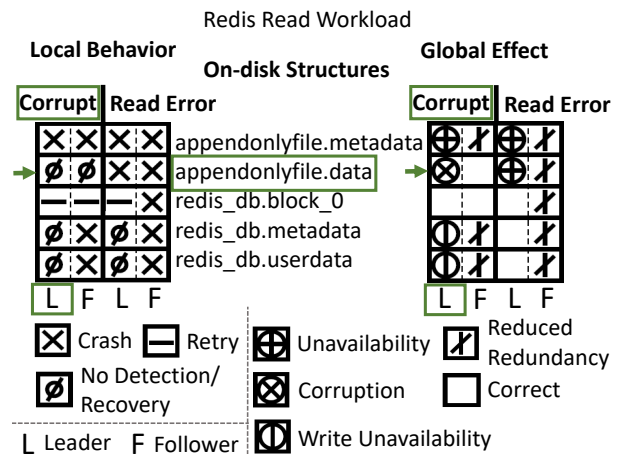 Redis Read Workload
Local Behavior
Global Effect
On-disk Structures
Corrupt Read Error
Corrupt Read Error
appendonlyfile.metadata
appendonlyfile.data
redis_db.block_0
redis_db.metadata
redis_db.userdata
L F L F
L F L F
Crash
Retry
No Detection/
Recovery
L Leader F Follower
Unavailability
Reduced
Redundancy
Corruption
Correct
Write Unavailability